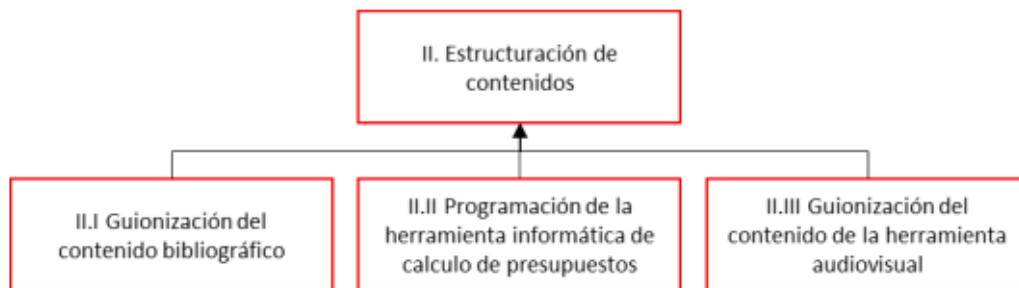 II. Estructuración de
contenidos
II.I Guionización del
contenido bibliográfico
II.II Programación de la
herramienta informática de
calculo de presupuestos
II.III Guionización del
contenido de la herramienta
audiovisual